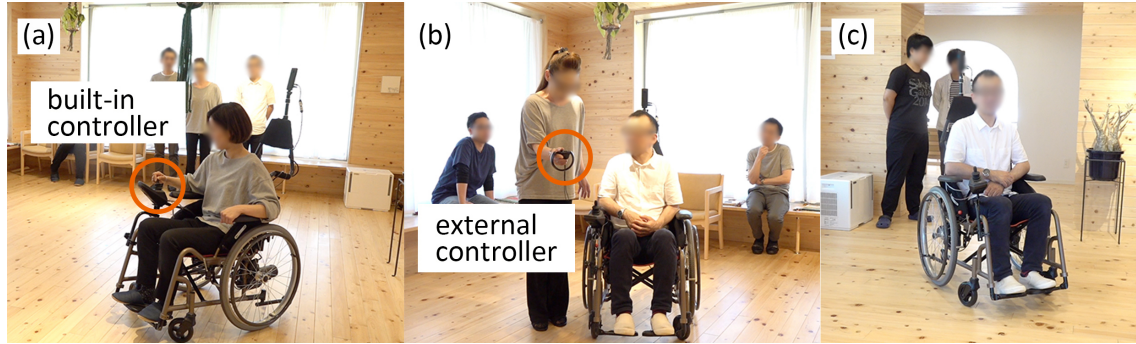 (a)
built-in
controller
(b)
external
controller
(c)